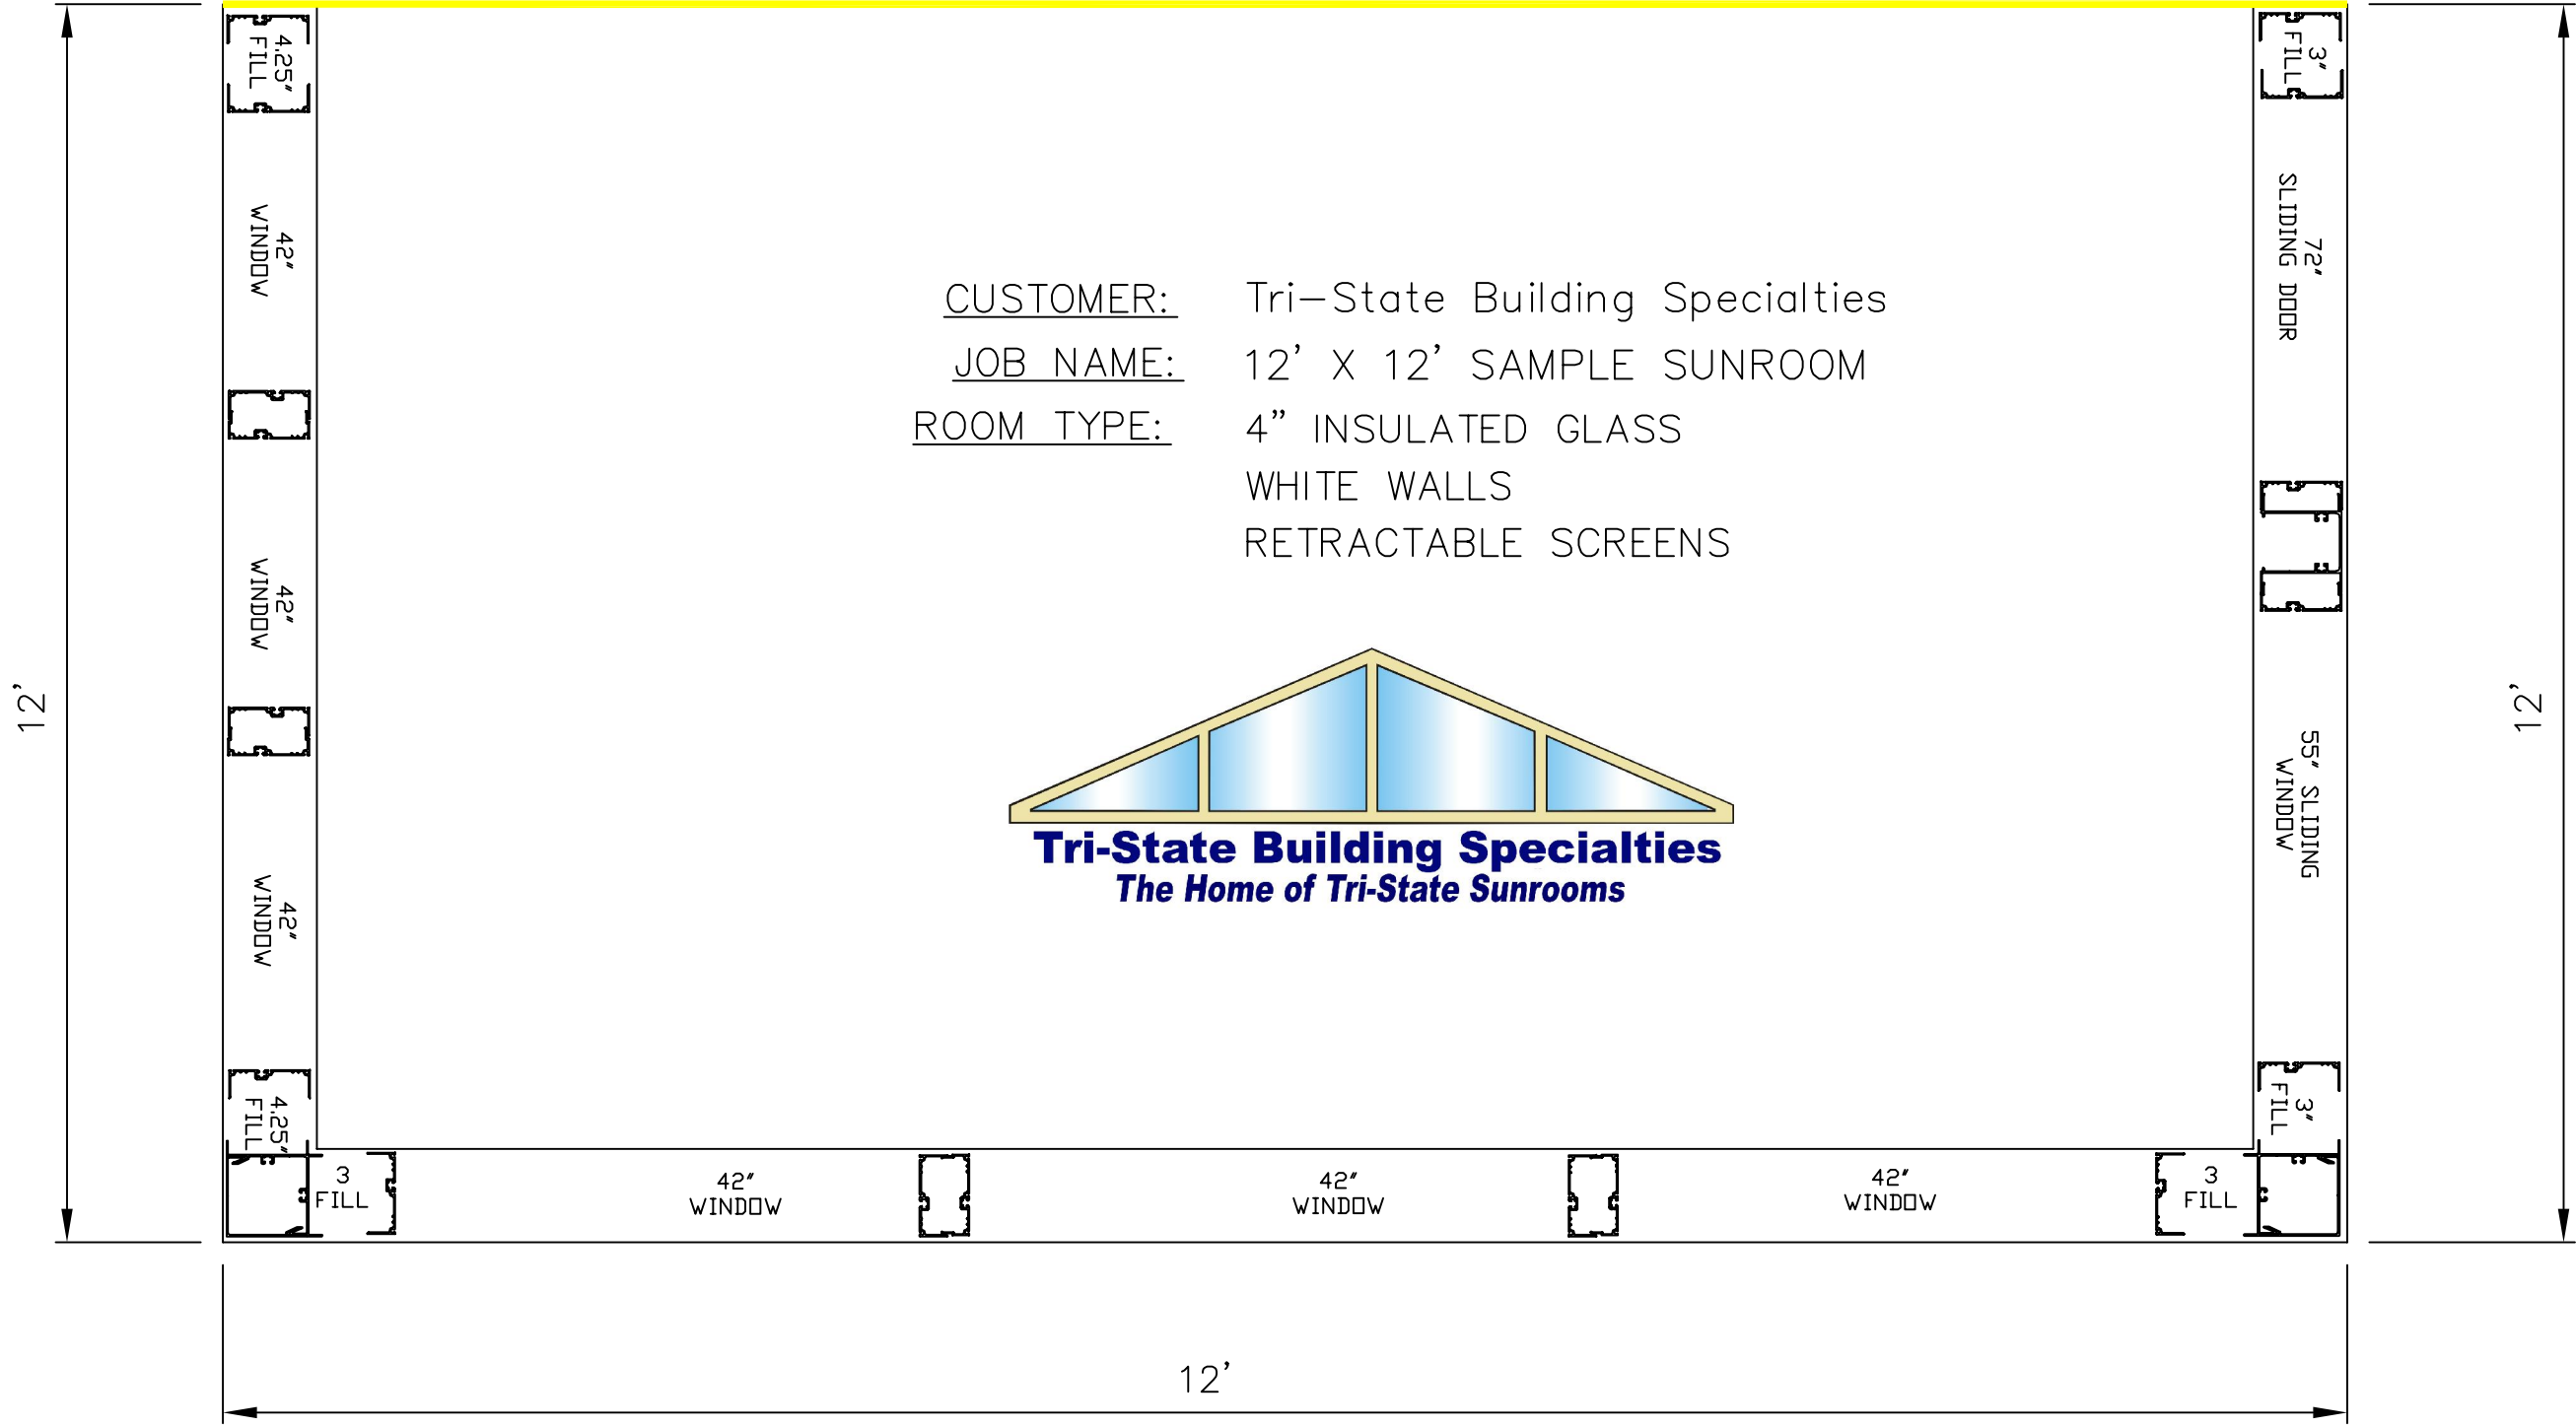 4.25"
FILL
3"
FILL
42"
WINDOW
72"
SLIDING DOOR
CUSTOMER: Tri-State Building Specialties
JOB NAME: 12' X 12' SAMPLE SUNROOM
ROOM TYPE: 4" INSULATED GLASS
WHITE WALLS
RETRACTABLE SCREENS
42"
WINDOW
12'
12'
55" SLIDING
WINDOW
Tri-State Building Specialties
The Home of Tri-State Sunrooms
42"
WINDOW
4.25"
FILL
3"
FILL
3
FILL
42"
WINDOW
42"
WINDOW
42"
WINDOW
3
FILL
12'